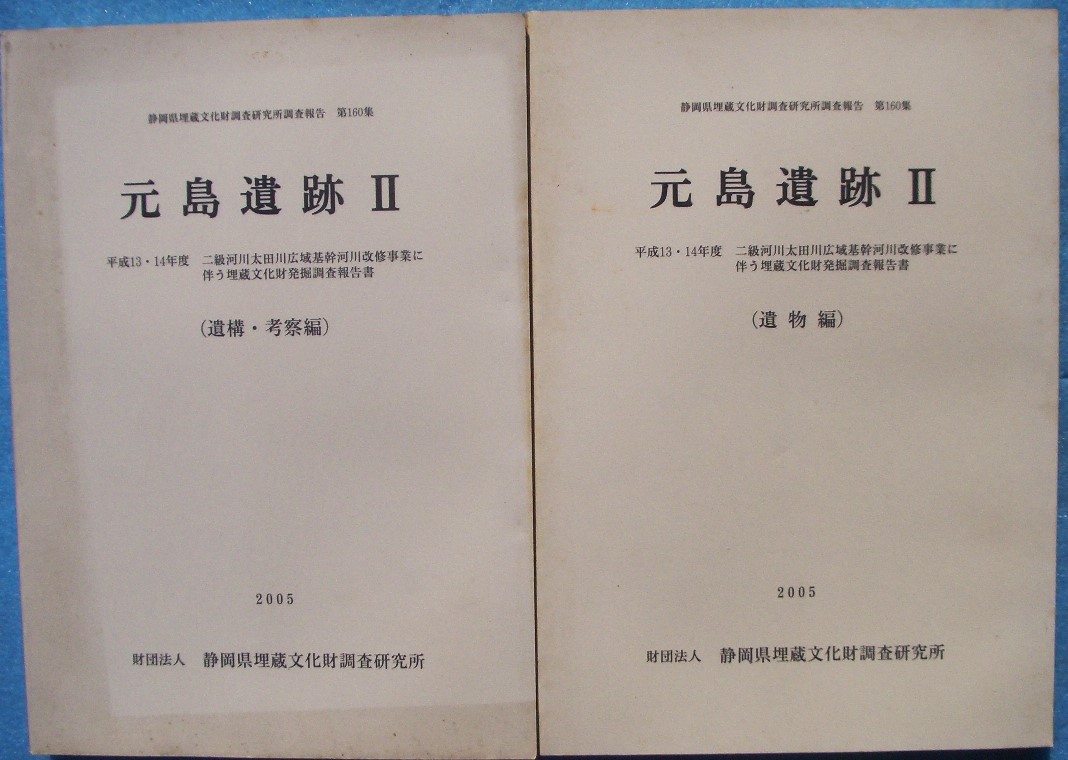 静岡県埋蔵文化財調査研究所調査報告 第160集
元島遺跡Ⅱ
平成13・14年度 二級河川太田川広域基幹河川改修事業に
伴う埋蔵文化財発掘調査報告書
(遺構・考察編)
2005
財団法人 静岡県埋蔵文化財調査研究所
静岡県埋蔵文化財調査研究所調査報告 第160集
元島遺跡Ⅱ
平成13・14年度 二級河川太田川広域基幹河川改修事業に
伴う埋蔵文化財発掘調査報告書
(遺物編)
2005
財団法人 静岡県埋蔵文化財調査研究所